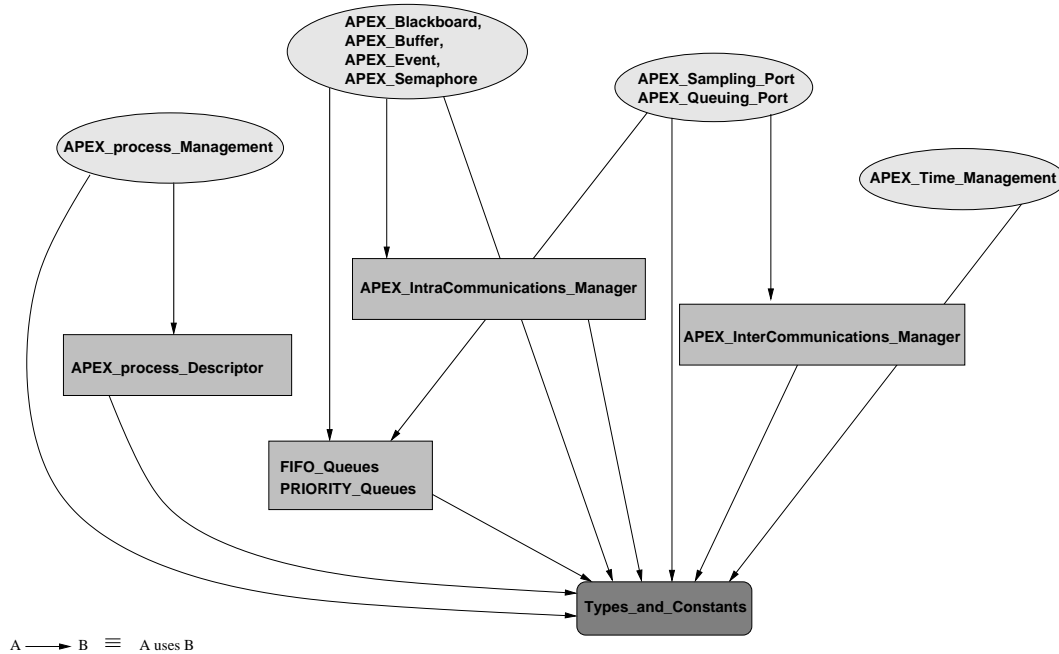 APEX_Blackboard,
APEX_Buffer,
APEX_Event,
APEX_Semaphore
APEX_Sampling_Port
APEX_Queuing_Port
APEX_process_Management
APEX_Time_Management
APEX_IntraCommunications_Manager
APEX_InterCommunications_Manager
APEX_process_Descriptor
FIFO_Queues
PRIORITY_Queues
Types_and_Constants
A B ≡ A uses B